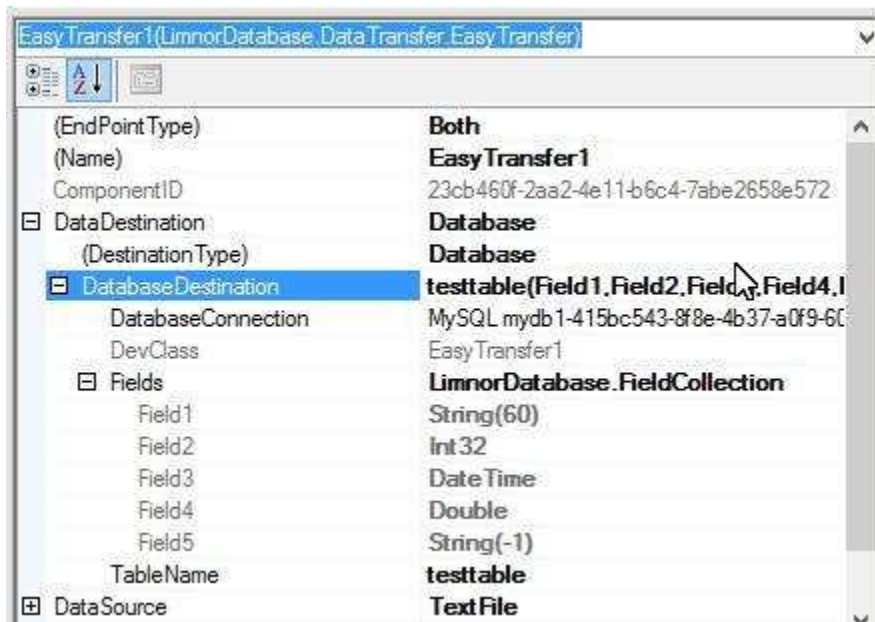 EasyTransfer1(LimnorDatabase.DataTransfer.EasyTransfer)
(EndPointType) Both
(Name) EasyTransfer1
ComponentID 23cb460f-2aa2-4e11-b6c4-7abe2658e572
DataDestination Database
(DestinationType) Database
DatabaseDestination testtable(Field1,Field2,Field ,Field4,
DatabaseConnection MySQL mydb1-415bc543-8f8e-4b37-a0f9-60
DevClass EasyTransfer1
Fields LimnorDatabase.FieldCollection
Field1 String(60)
Field2 Int32
Field3 DateTime
Field4 Double
Field5 String(-1)
TableName testtable
DataSource TextFile